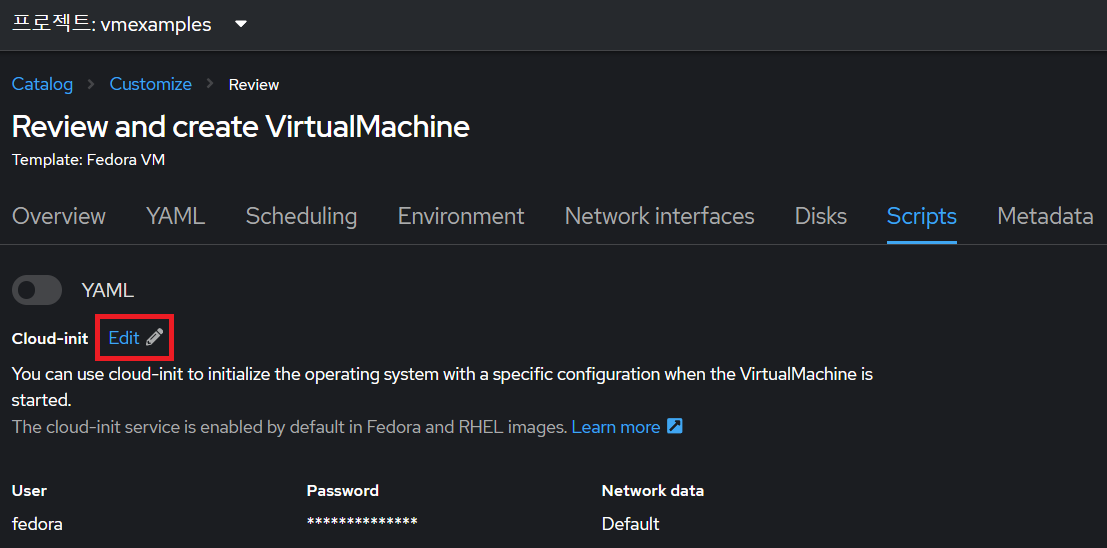 프로젝트: vmexamples
Catalog > Customize > Review
Review and create VirtualMachine
Template: Fedora VM
Overview YAML Scheduling Environment Network interfaces Disks Scripts Metadata
YAML
Cloud-init Edit
You can use cloud-init to initialize the operating system with a specific configuration when the VirtualMachine is
started.
The cloud-init service is enabled by default in Fedora and RHEL images. Learn more
User Password Network data
fedora ************** Default